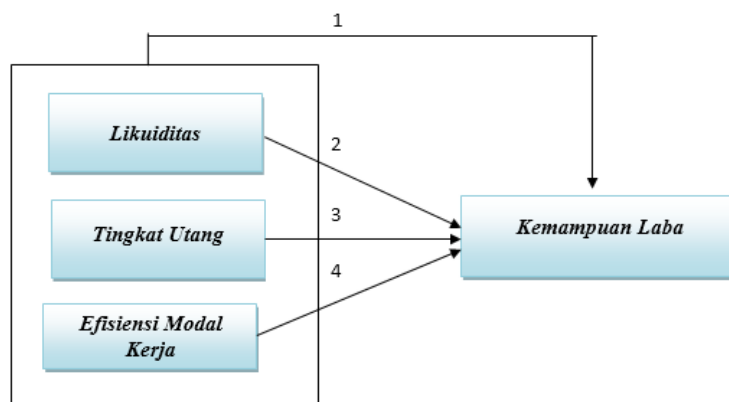 1
Likuiditas
2
Tingkat Utang
3
Kemampuan Laba
4
Efisiensi Modal
Kerja